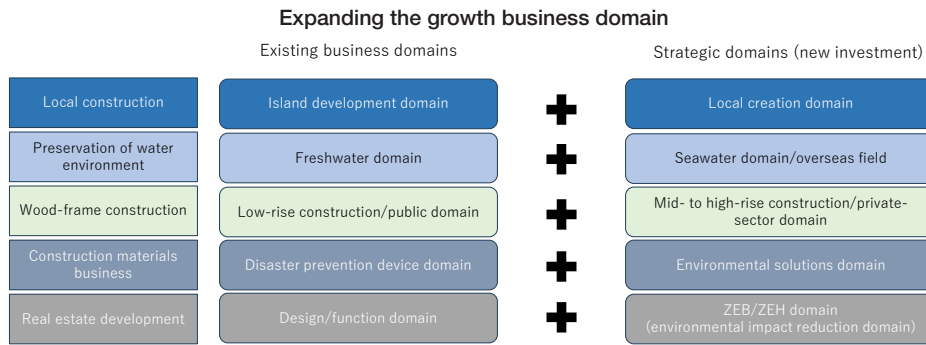 Expanding the growth business domain
Existing business domains
Strategic domains (new investment)
Local construction
Island development domain
Local creation domain
Preservation of water
environment
Freshwater domain
Seawater domain/overseas field
Wood-frame construction
Low-rise construction/public domain
Mid- to high-rise construction/private-
sector domain
Construction materials
business
Disaster prevention device domain
Environmental solutions domain
Real estate development
Design/function domain
ZEB/ZEH domain
(environmental impact reduction domain)